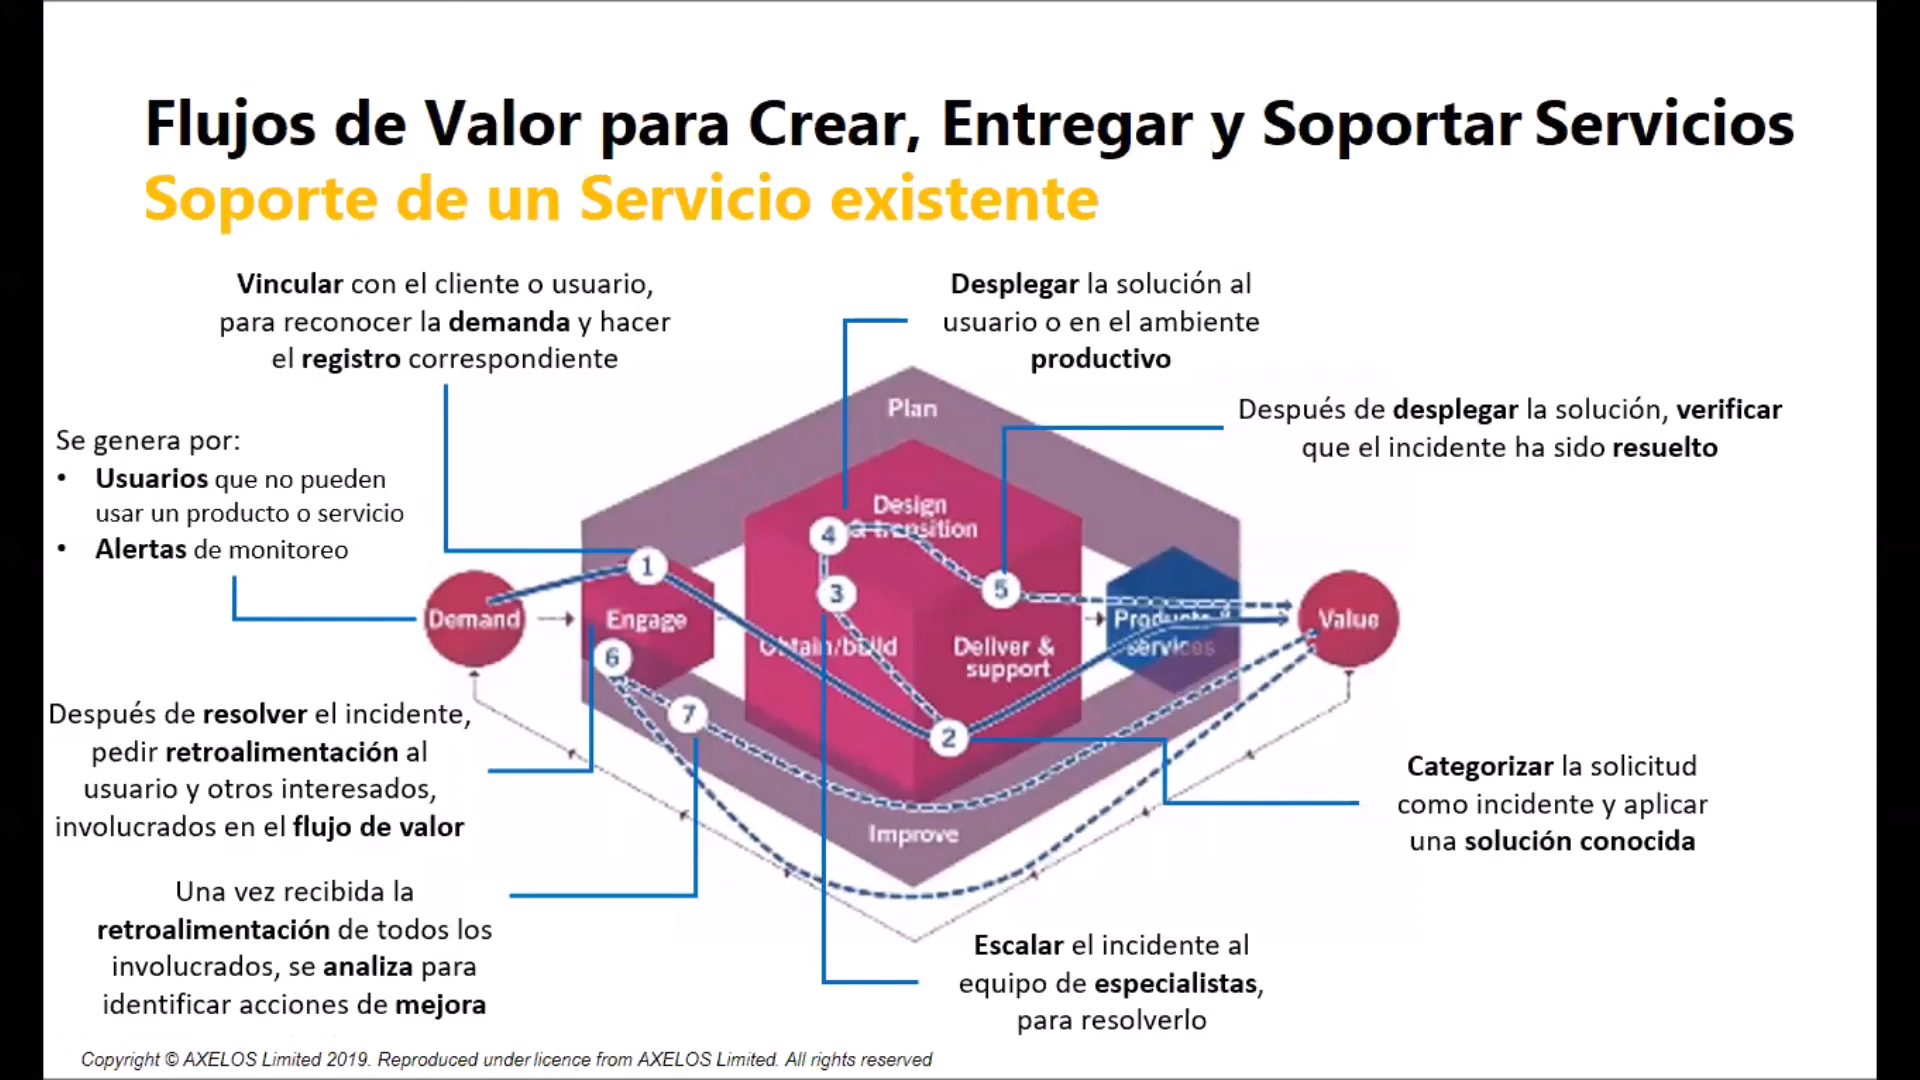 Flujos de Valor para Crear, Entregar y Soportar Servicios
Soporte de un Servicio existente
Vincular con el cliente o usuario,
para reconocer la demanda y hacer
el registro correspondiente
Desplegar la solución al
usuario o en el ambiente
productivo
Después de desplegar la solución, verificar
que el incidente ha sido resuelto
Se genera por:
• Usuarios que no pueden
usar un producto o servicio
• Alertas de monitoreo
Plan
Design
& transition
4
1
3
5
Demand
Engage
Obtain/build
Deliver &
support
Products &
services
Value
6
7
2
Improve
Después de resolver el incidente,
pedir retroalimentación al
usuario y otros interesados,
involucrados en el flujo de valor
Categorizar la solicitud
como incidente y aplicar
una solución conocida
Una vez recibida la
retroalimentación de todos los
involucrados, se analiza para
identificar acciones de mejora
Escalar el incidente al
equipo de especialistas,
para resolverlo
Copyright © AXELOS Limited 2019. Reproduced under licence from AXELOS Limited. All rights reserved